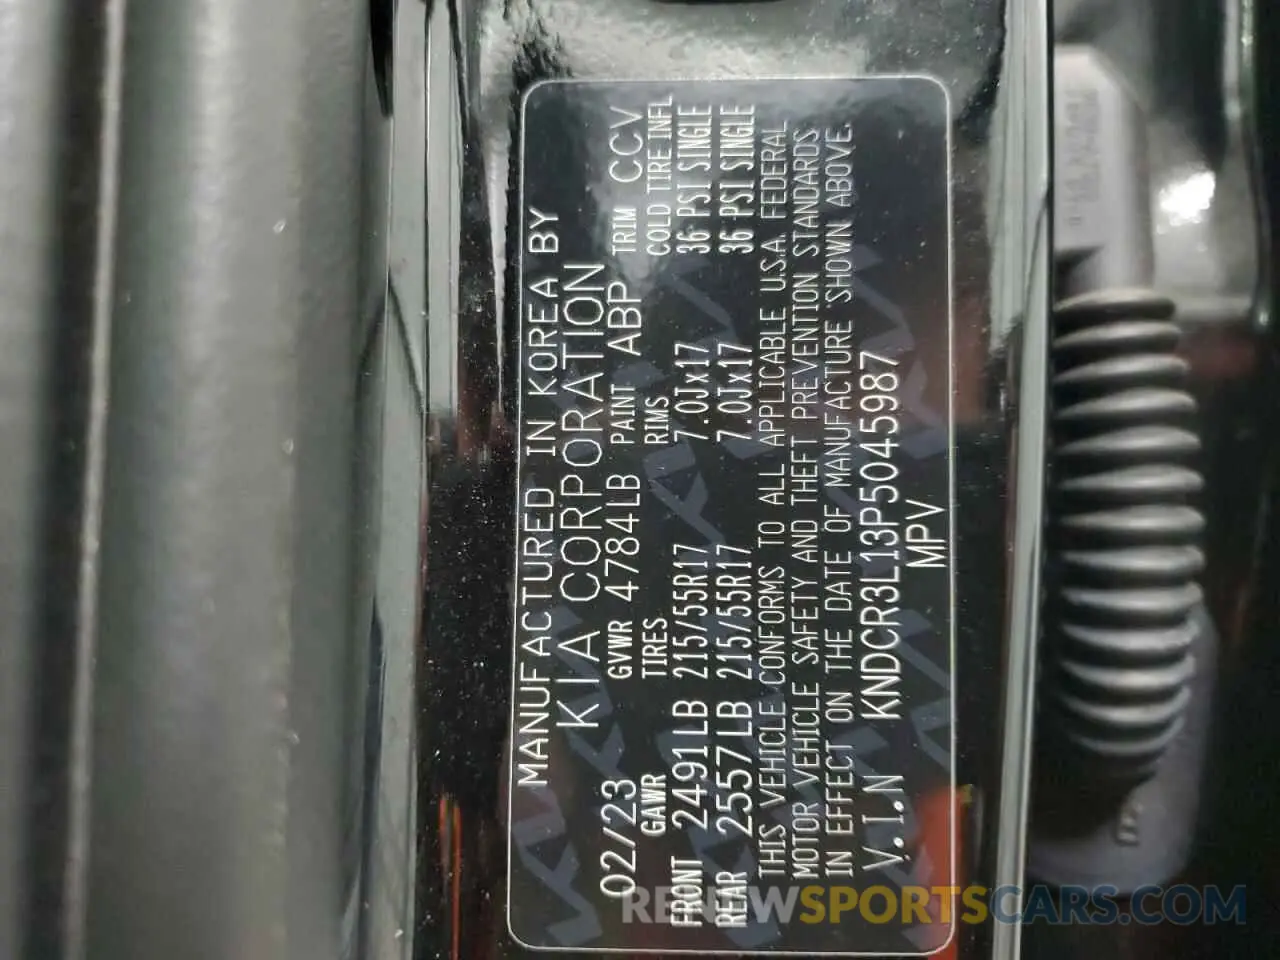 MANUFACTURED IN KOREA BY
KIA CORPORATION
02/23 GVWR 4784LB PAINT ABP TRIM CCV
GAWR TIRES RIMS COLD TIRE INFL
FRONT 2491LB 215/55R17 7.0Jx17 36 PSI SINGLE
REAR 2557LB 215/55R17 7.0Jx17 36 PSI SINGLE
THIS VEHICLE CONFORMS TO ALL APPLICABLE U.S.A. FEDERAL
MOTOR VEHICLE SAFETY AND THEFT PREVENTION STANDARDS
IN EFFECT ON THE DATE OF MANUFACTURE SHOWN ABOVE.
V.I.N KNDCR3L13P5045987
MPV
RENEWSPORTSCARS.COM